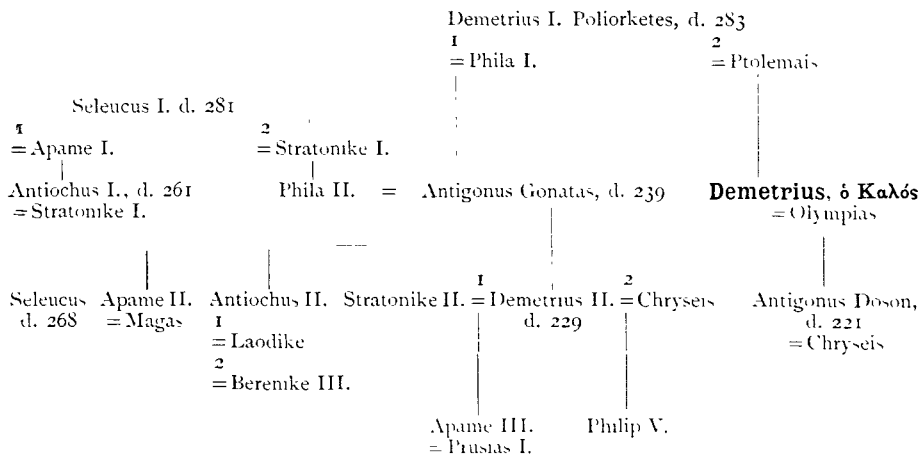 Demetrius I. Poliorketes, d. 283
1 2
= Phila I. = Ptolemais
Seleucus I. d. 281
1 2
= Apame I. = Stratonike I.
Antiochus I., d. 261 Phila II. = Antigonus Gonatas, d. 239 Demetrius, ὁ Καλός
= Stratonike I. = Olympias
1 2
Seleucus Apame II. Antiochus II. Stratonike II. = Demetrius II. = Chryseis Antigonus Doson,
d. 268 = Magas 1 d. 229 d. 221
= Laodike = Chryseis
2
= Berenike III.
Apame III. Philip V.
= Prusias I.